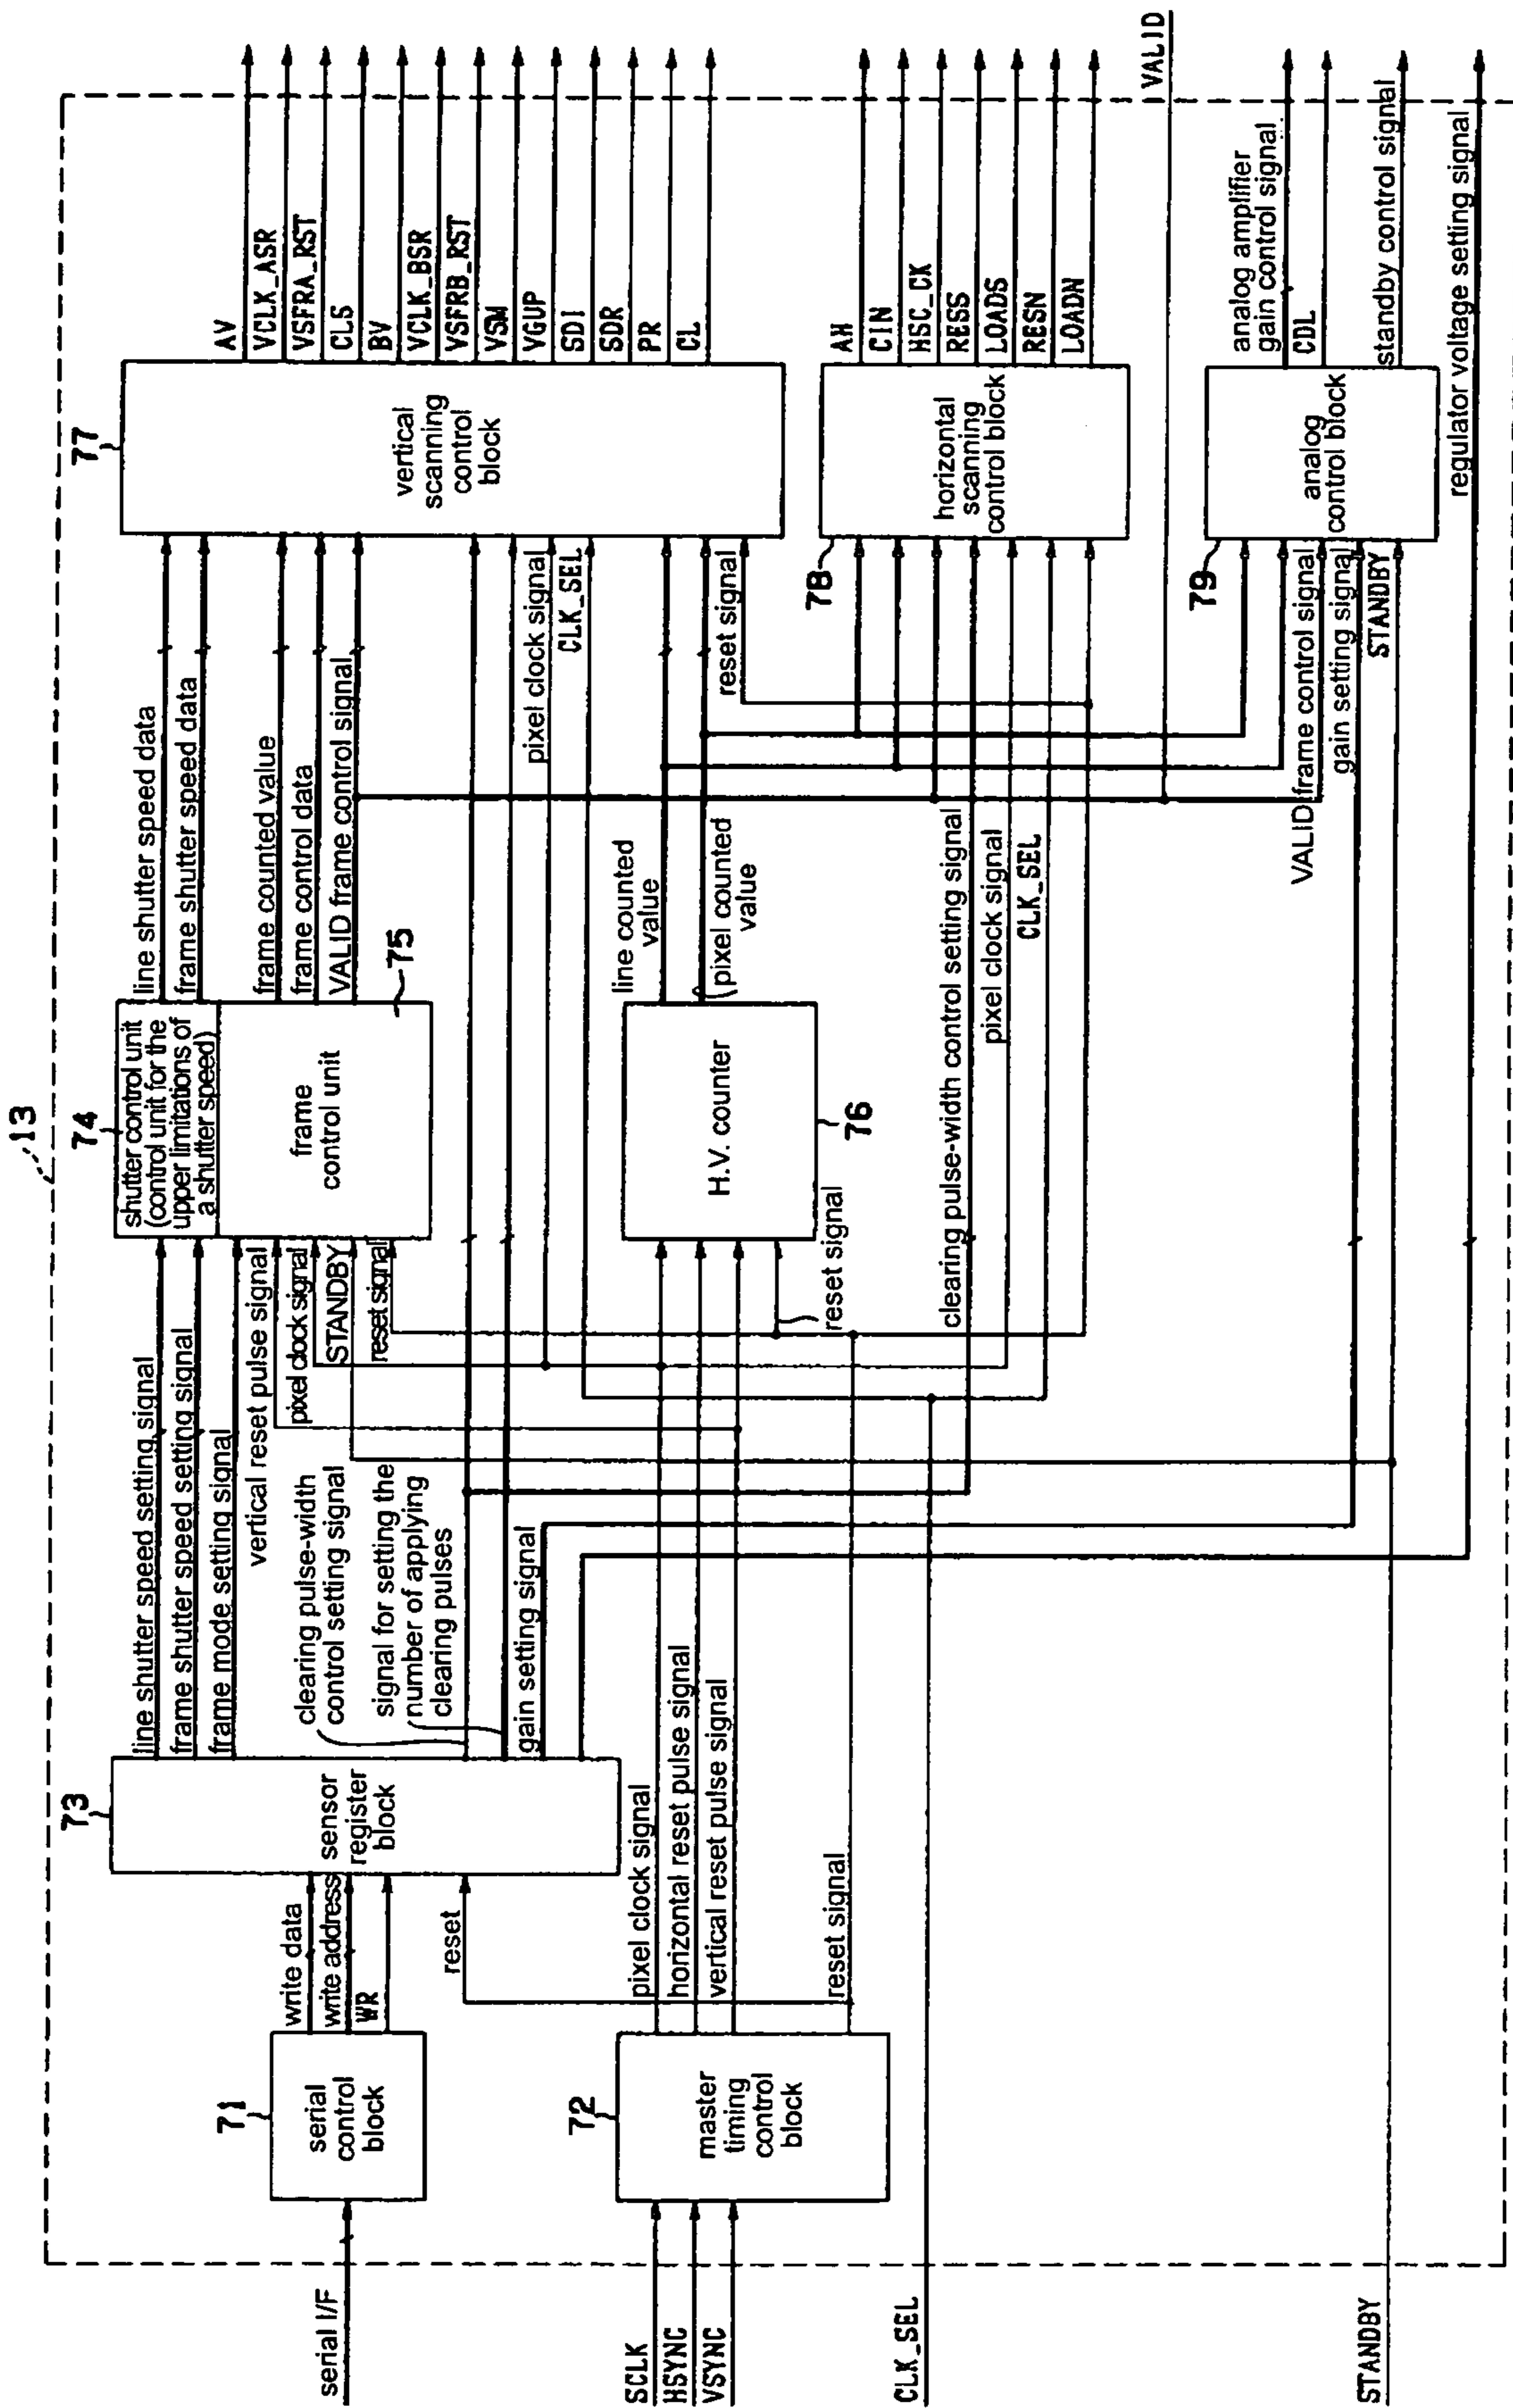 13
serial I/F
SCLK
HSYNC
VSYNC
CLK_SEL
STANDBY
71
serial
control
block
write data
write address
WR
72
master
timing
control
block
reset
pixel clock signal
horizontal reset pulse signal
vertical reset pulse signal
reset signal
73
sensor
register
block
line shutter speed setting signal
frame shutter speed setting signal
frame mode setting signal
vertical reset pulse signal
pixel clock signal
STANDBY
reset signal
clearing pulse-width
control setting signal
signal for setting the
number of applying
clearing pulses
gain setting signal
74
shutter control unit
(control unit for the
upper limitations of
a shutter speed)
frame
control unit
75
line shutter speed data
frame shutter speed data
frame counted value
frame control data
VALID frame control signal
H.V. counter
76
reset signal
line counted
value
pixel counted
value
clearing pulse-width control setting signal
pixel clock signal
CLK_SEL
pixel clock signal
CLK_SEL
reset signal
VALID frame control signal
gain setting signal
STANDBY
77
vertical
scanning
control
block
AV
VCLK_ASR
VSFRA_RST
CLS
BV
VCLK_BSR
VSFRB_RST
VSM
VGUP
SDI
SDR
PR
CL
78
horizontal
scanning
control block
AH
CIN
HSC_CK
RESS
LOADS
RESN
LOADN
VALID
79
analog
control block
analog amplifier
gain control signal
CDL
standby control signal
regulator voltage setting signal